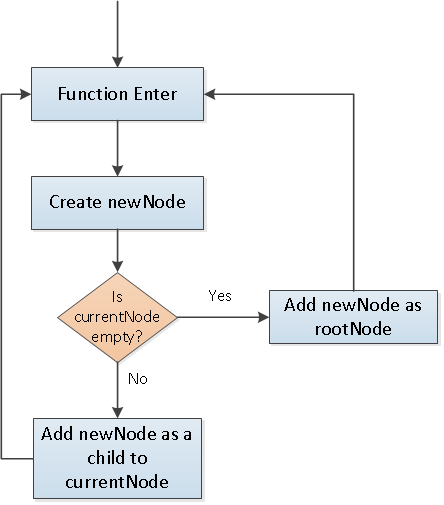 Function Enter
Create newNode
Is
currentNode
empty?
Yes
Add newNode as
rootNode
No
Add newNode as a
child to
currentNode